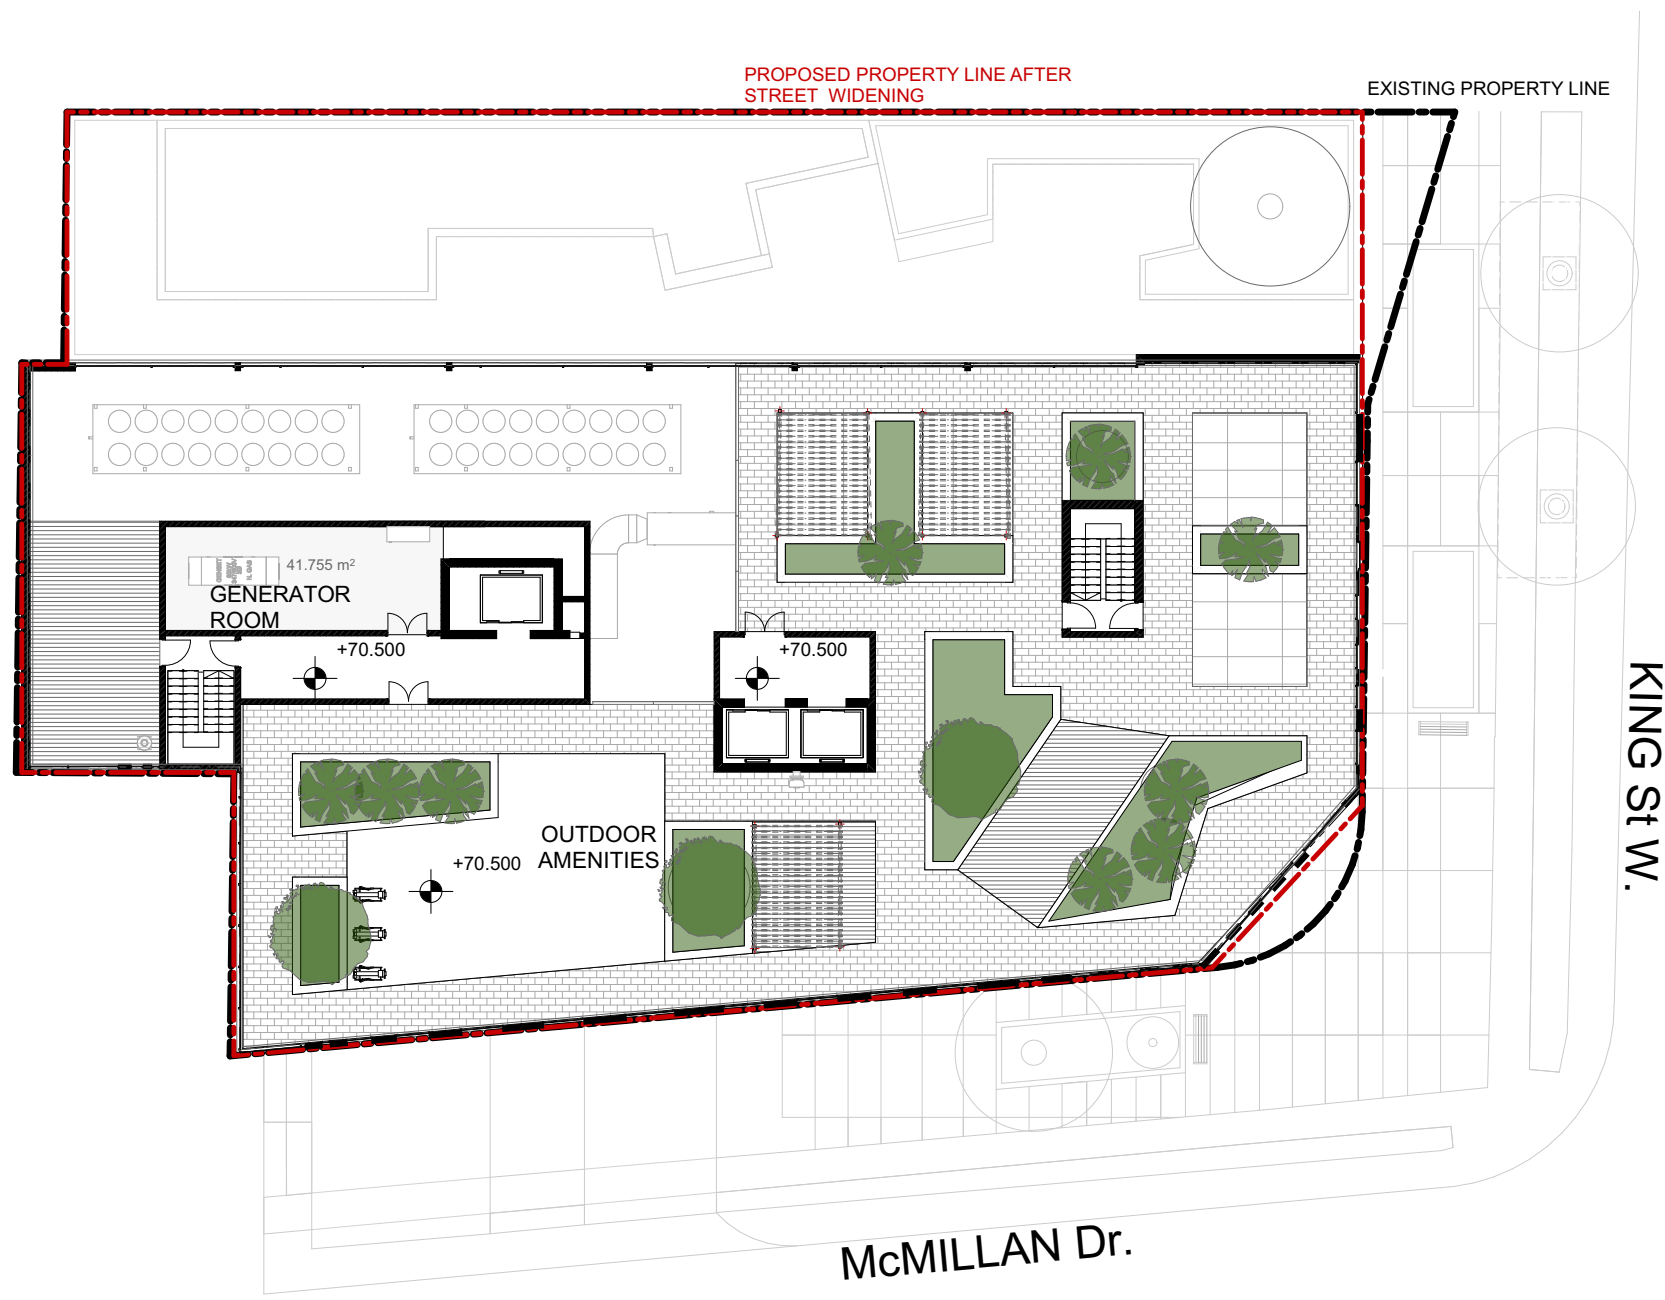 PROPOSED PROPERTY LINE AFTER
STREET WIDENING
EXISTING PROPERTY LINE
41.755 m²
GENERATOR
ROOM
+70.500
+70.500
OUTDOOR
AMENITIES
+70.500
KING St W.
McMILLAN Dr.